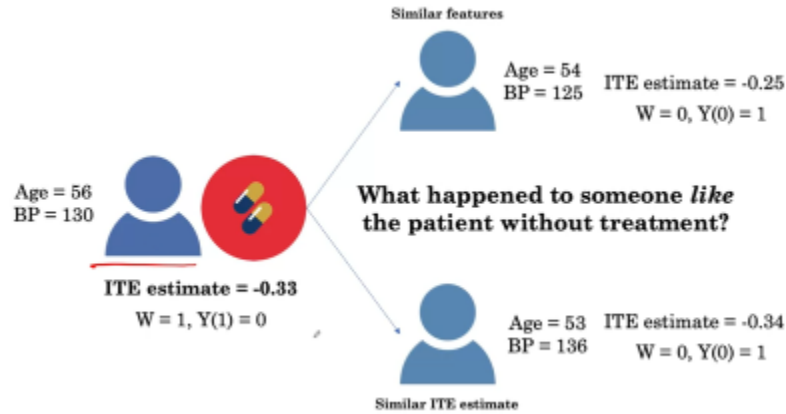 Similar features
Age = 54
BP = 125
ITE estimate = -0.25
W = 0, Y(0) = 1
Age = 56
BP = 130
What happened to someone like
the patient without treatment?
ITE estimate = -0.33
W = 1, Y(1) = 0
Age = 53
BP = 136
ITE estimate = -0.34
W = 0, Y(0) = 1
Similar ITE estimate